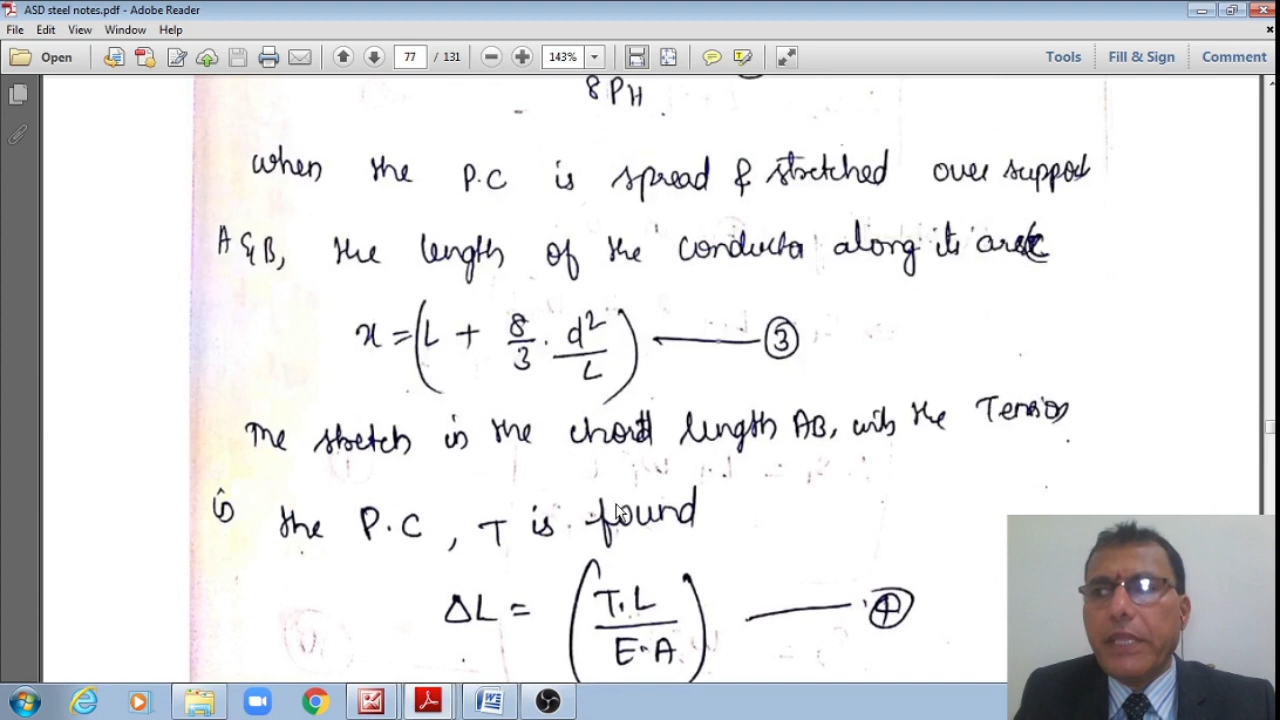 ASD steel notes.pdf - Adobe Reader
File Edit View Window Help
Open 77 / 131 143% Tools Fill & Sign Comment
8 PH
when the P.C is spread & stretched over support
A & B, the length of the conductor along its arc
x = (L + 8/3 . d²/L) ③
The stretch in the chord length AB, with the Tension
in the P.C, T is found
ΔL = (T.L / E.A) ④